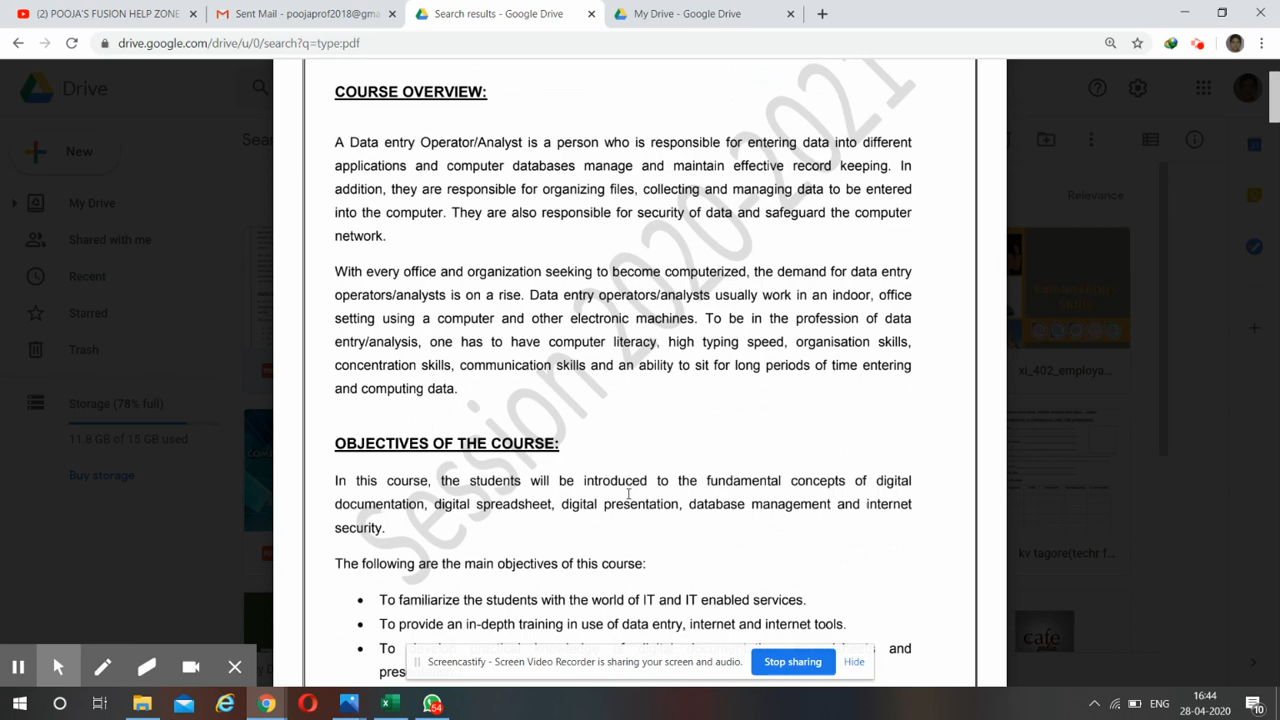 (2) POOJA'S FUSION HELP ZONE
Sent Mail - poojaprof2018@gma
Search results - Google Drive
My Drive - Google Drive
drive.google.com/drive/u/0/search?q=type:pdf
Drive
New
My Drive
Shared with me
Recent
Starred
Trash
Storage (78% full)
11.8 GB of 15 GB used
Buy storage
Relevance
xi_402_employa...
kv tagore(techr f...
cafe
Session 2020-2021
COURSE OVERVIEW:
A Data entry Operator/Analyst is a person who is responsible for entering data into different
applications and computer databases manage and maintain effective record keeping. In
addition, they are responsible for organizing files, collecting and managing data to be entered
into the computer. They are also responsible for security of data and safeguard the computer
network.
With every office and organization seeking to become computerized, the demand for data entry
operators/analysts is on a rise. Data entry operators/analysts usually work in an indoor, office
setting using a computer and other electronic machines. To be in the profession of data
entry/analysis, one has to have computer literacy, high typing speed, organisation skills,
concentration skills, communication skills and an ability to sit for long periods of time entering
and computing data.
OBJECTIVES OF THE COURSE:
In this course, the students will be introduced to the fundamental concepts of digital
documentation, digital spreadsheet, digital presentation, database management and internet
security.
The following are the main objectives of this course:
• To familiarize the students with the world of IT and IT enabled services.
• To provide an in-depth training in use of data entry, internet and internet tools.
• To and
Screencastify - Screen Video Recorder is sharing your screen and audio.
Stop sharing
Hide
54
ENG
16:44
28-04-2020
10